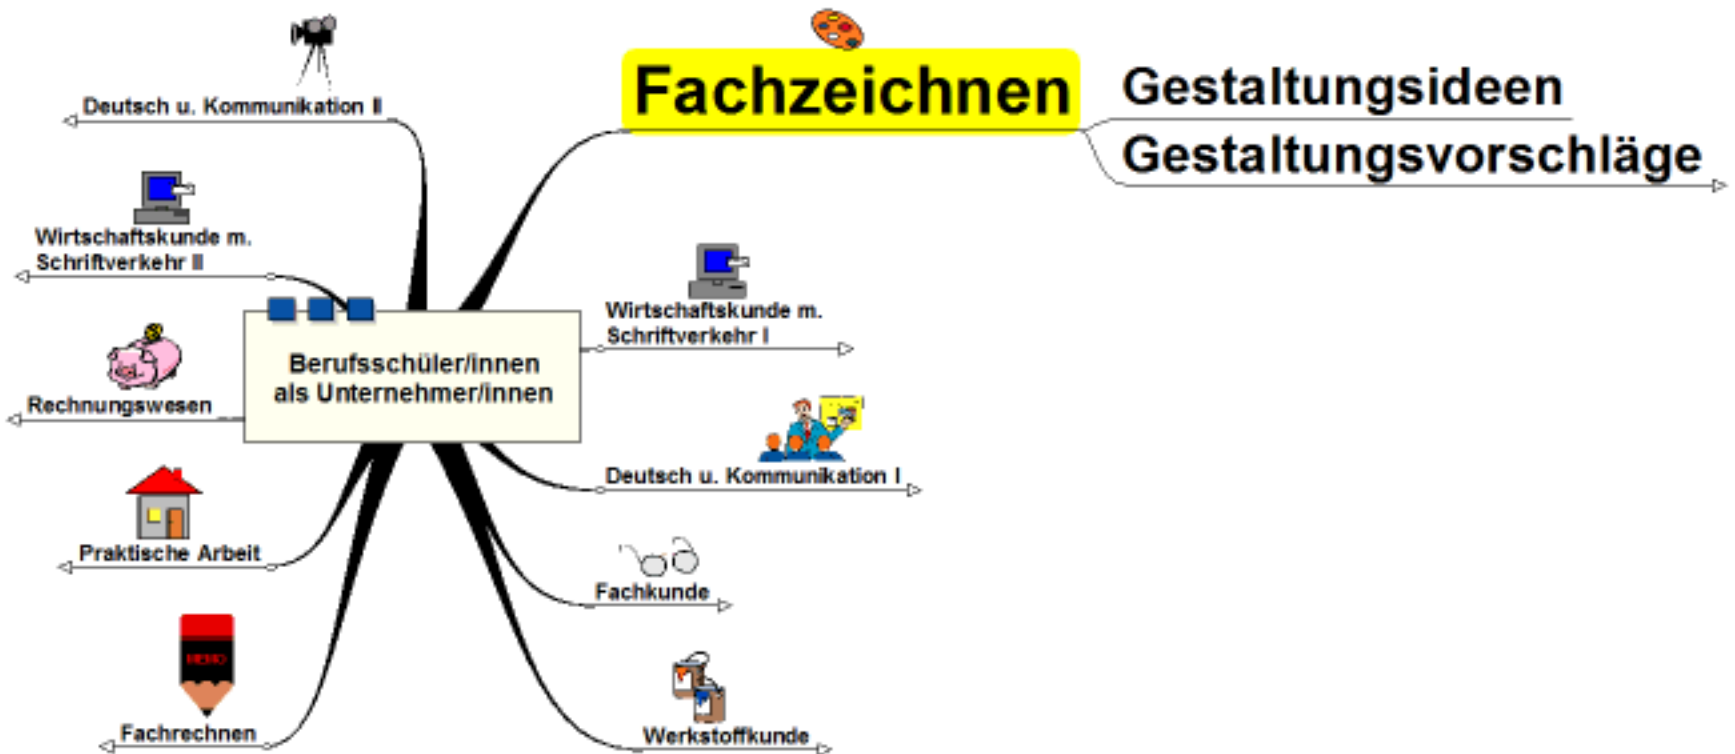 Fachzeichnen
Gestaltungsideen
Gestaltungsvorschläge
Deutsch u. Kommunikation II
Wirtschaftskunde m.
Schriftverkehr II
Wirtschaftskunde m.
Schriftverkehr I
Berufsschüler/innen
als Unternehmer/innen
Rechnungswesen
Deutsch u. Kommunikation I
Praktische Arbeit
Fachkunde
MEMO
Fachrechnen
Werkstoffkunde